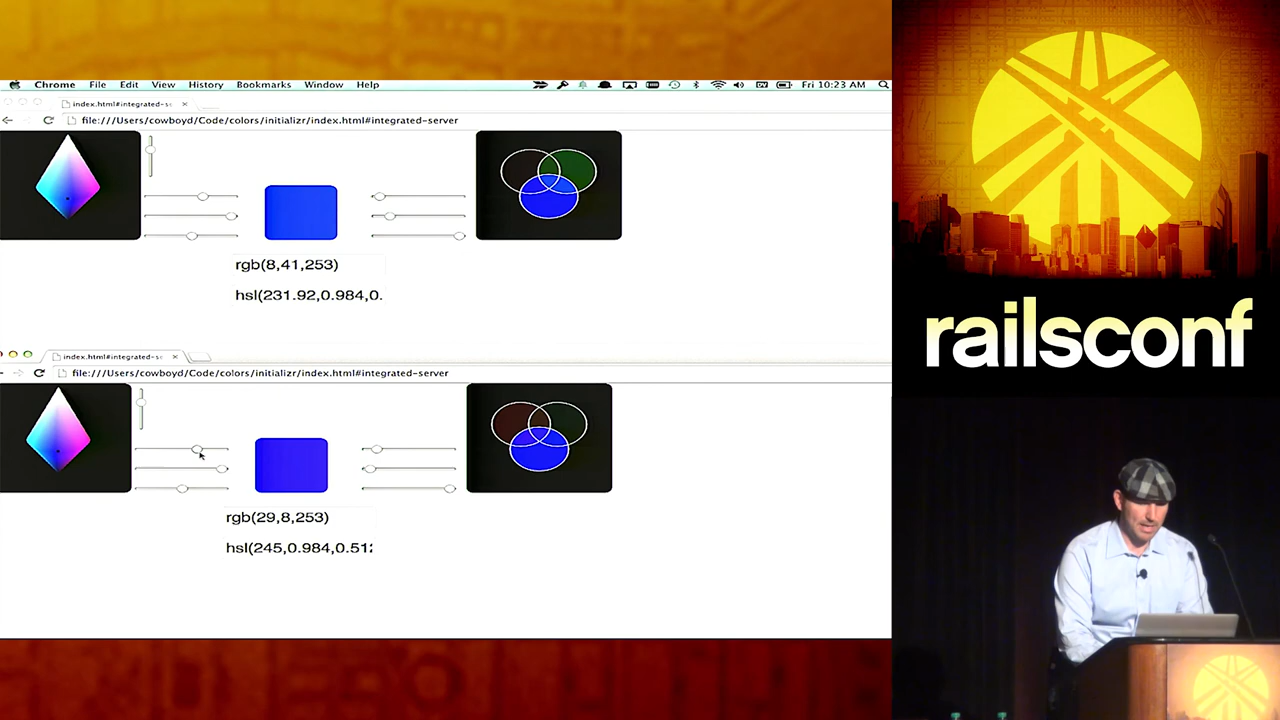 Chrome File Edit View History Bookmarks Window Help Fri 10:23 AM
index.html#integrated-se
file:///Users/cowboyd/Code/colors/initializr/index.html#integrated-server
rgb(8,41,253)
hsl(231.92,0.984,0.
index.html#integrated-se
file:///Users/cowboyd/Code/colors/initializr/index.html#integrated-server
rgb(29,8,253)
hsl(245,0.984,0.512
railsconf